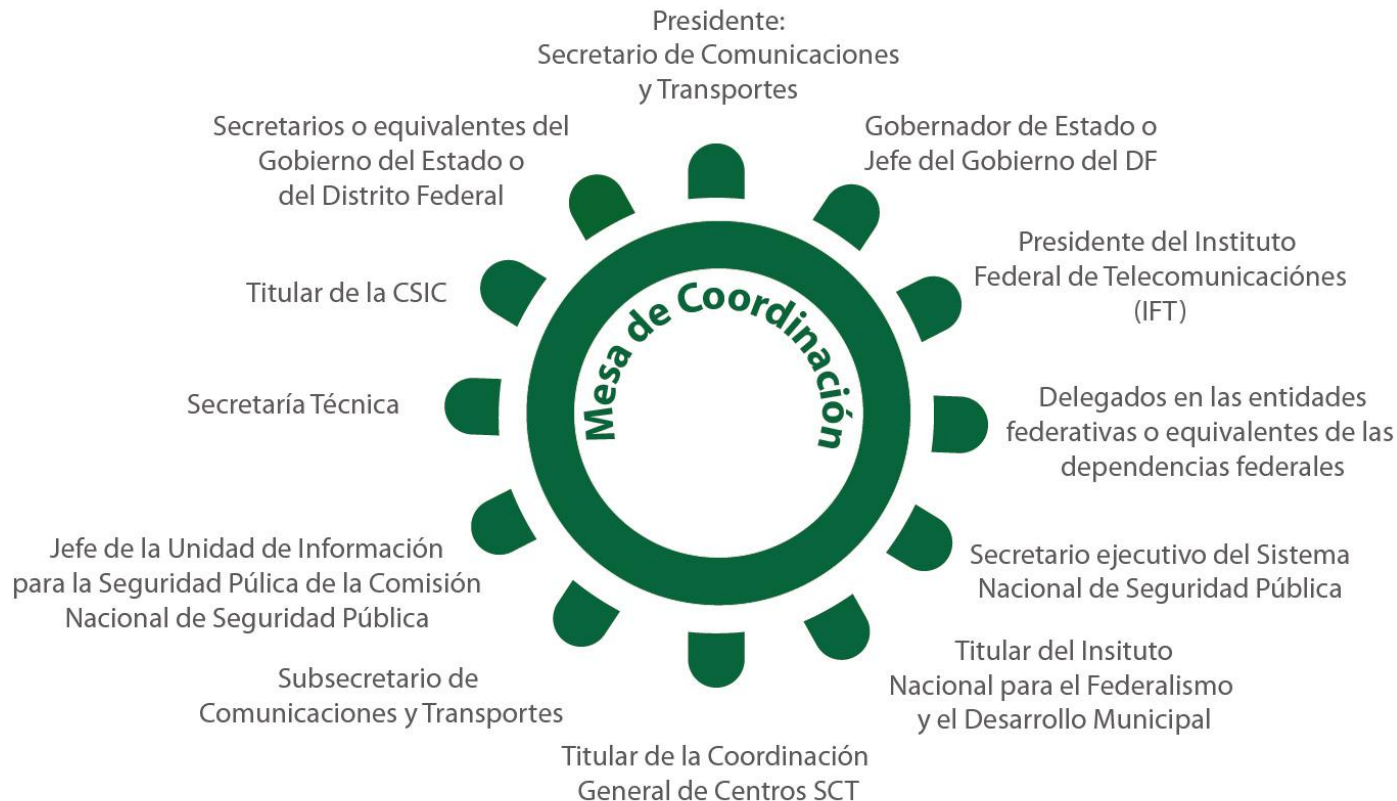 Presidente:
Secretario de Comunicaciones
y Transportes
Gobernador de Estado o
Jefe del Gobierno del DF
Presidente del Instituto
Federal de Telecomunicaciónes
(IFT)
Delegados en las entidades
federativas o equivalentes de las
dependencias federales
Secretario ejecutivo del Sistema
Nacional de Seguridad Pública
Titular del Insituto
Nacional para el Federalismo
y el Desarrollo Municipal
Titular de la Coordinación
General de Centros SCT
Subsecretario de
Comunicaciones y Transportes
Jefe de la Unidad de Información
para la Seguridad Púlica de la Comisión
Nacional de Seguridad Pública
Secretaría Técnica
Titular de la CSIC
Secretarios o equivalentes del
Gobierno del Estado o
del Distrito Federal
Mesa de Coordinación